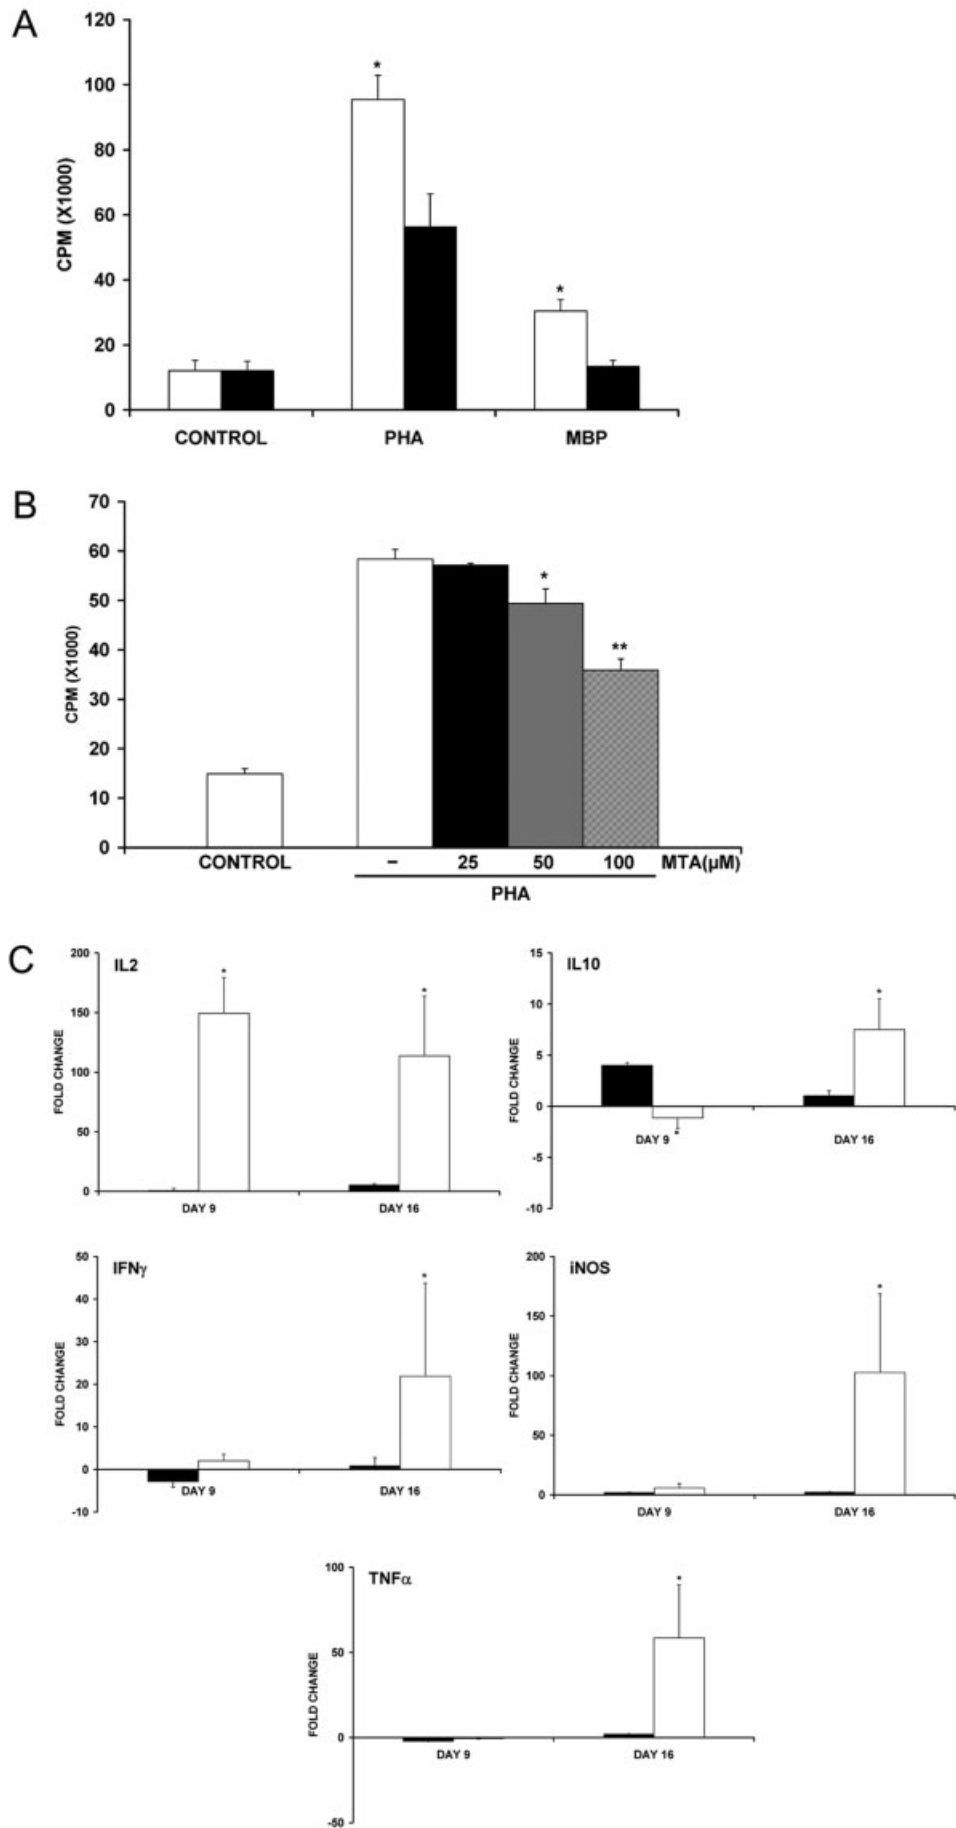 A
120
100
80
60
40
20
0
CPM (X1000)
*
*
CONTROL PHA MBP
B
70
60
50
40
30
20
10
0
CPM (X1000)
*
**
CONTROL – 25 50 100 MTA(µM)
PHA
C
IL2
200
150
100
50
0
FOLD CHANGE
*
*
DAY 9 DAY 16
IL10
15
10
5
0
-5
-10
FOLD CHANGE
*
*
DAY 9 DAY 16
IFNγ
50
40
30
20
10
0
-10
FOLD CHANGE
*
DAY 9 DAY 16
iNOS
200
150
100
50
0
FOLD CHANGE
*
DAY 9 DAY 16
TNFα
100
50
0
-50
FOLD CHANGE
*
DAY 9 DAY 16